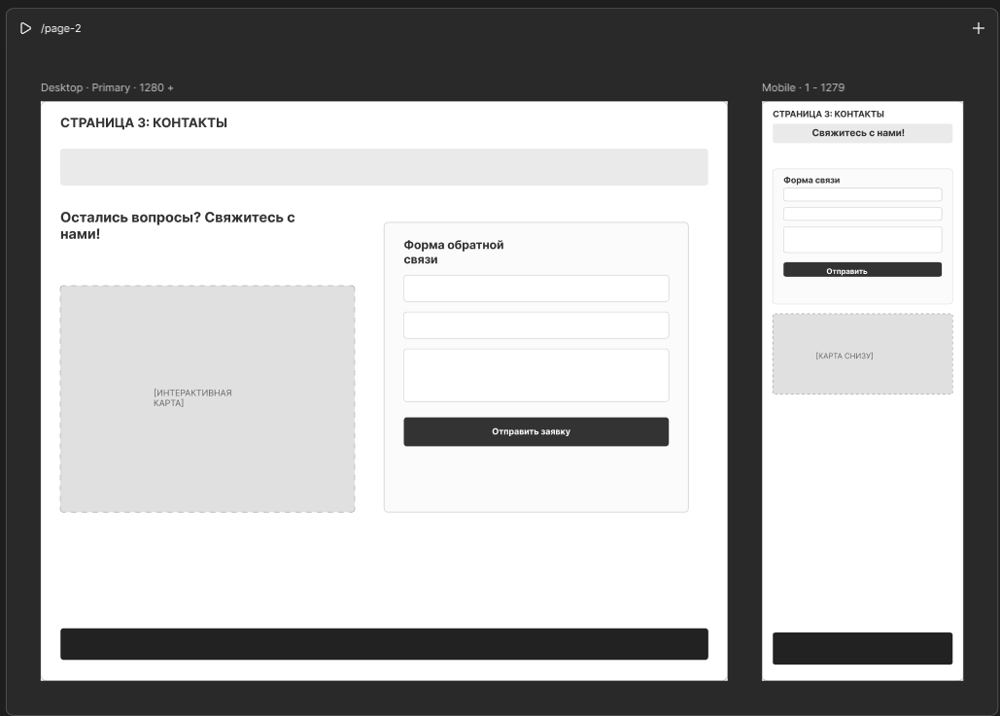 /page-2
Desktop · Primary · 1280 +
СТРАНИЦА 3: КОНТАКТЫ
Остались вопросы? Свяжитесь с
нами!
[ИНТЕРАКТИВНАЯ
КАРТА]
Форма обратной
связи
Отправить заявку
Mobile · 1 - 1279
СТРАНИЦА 3: КОНТАКТЫ
Свяжитесь с нами!
Форма связи
Отправить
[КАРТА СНИЗУ]